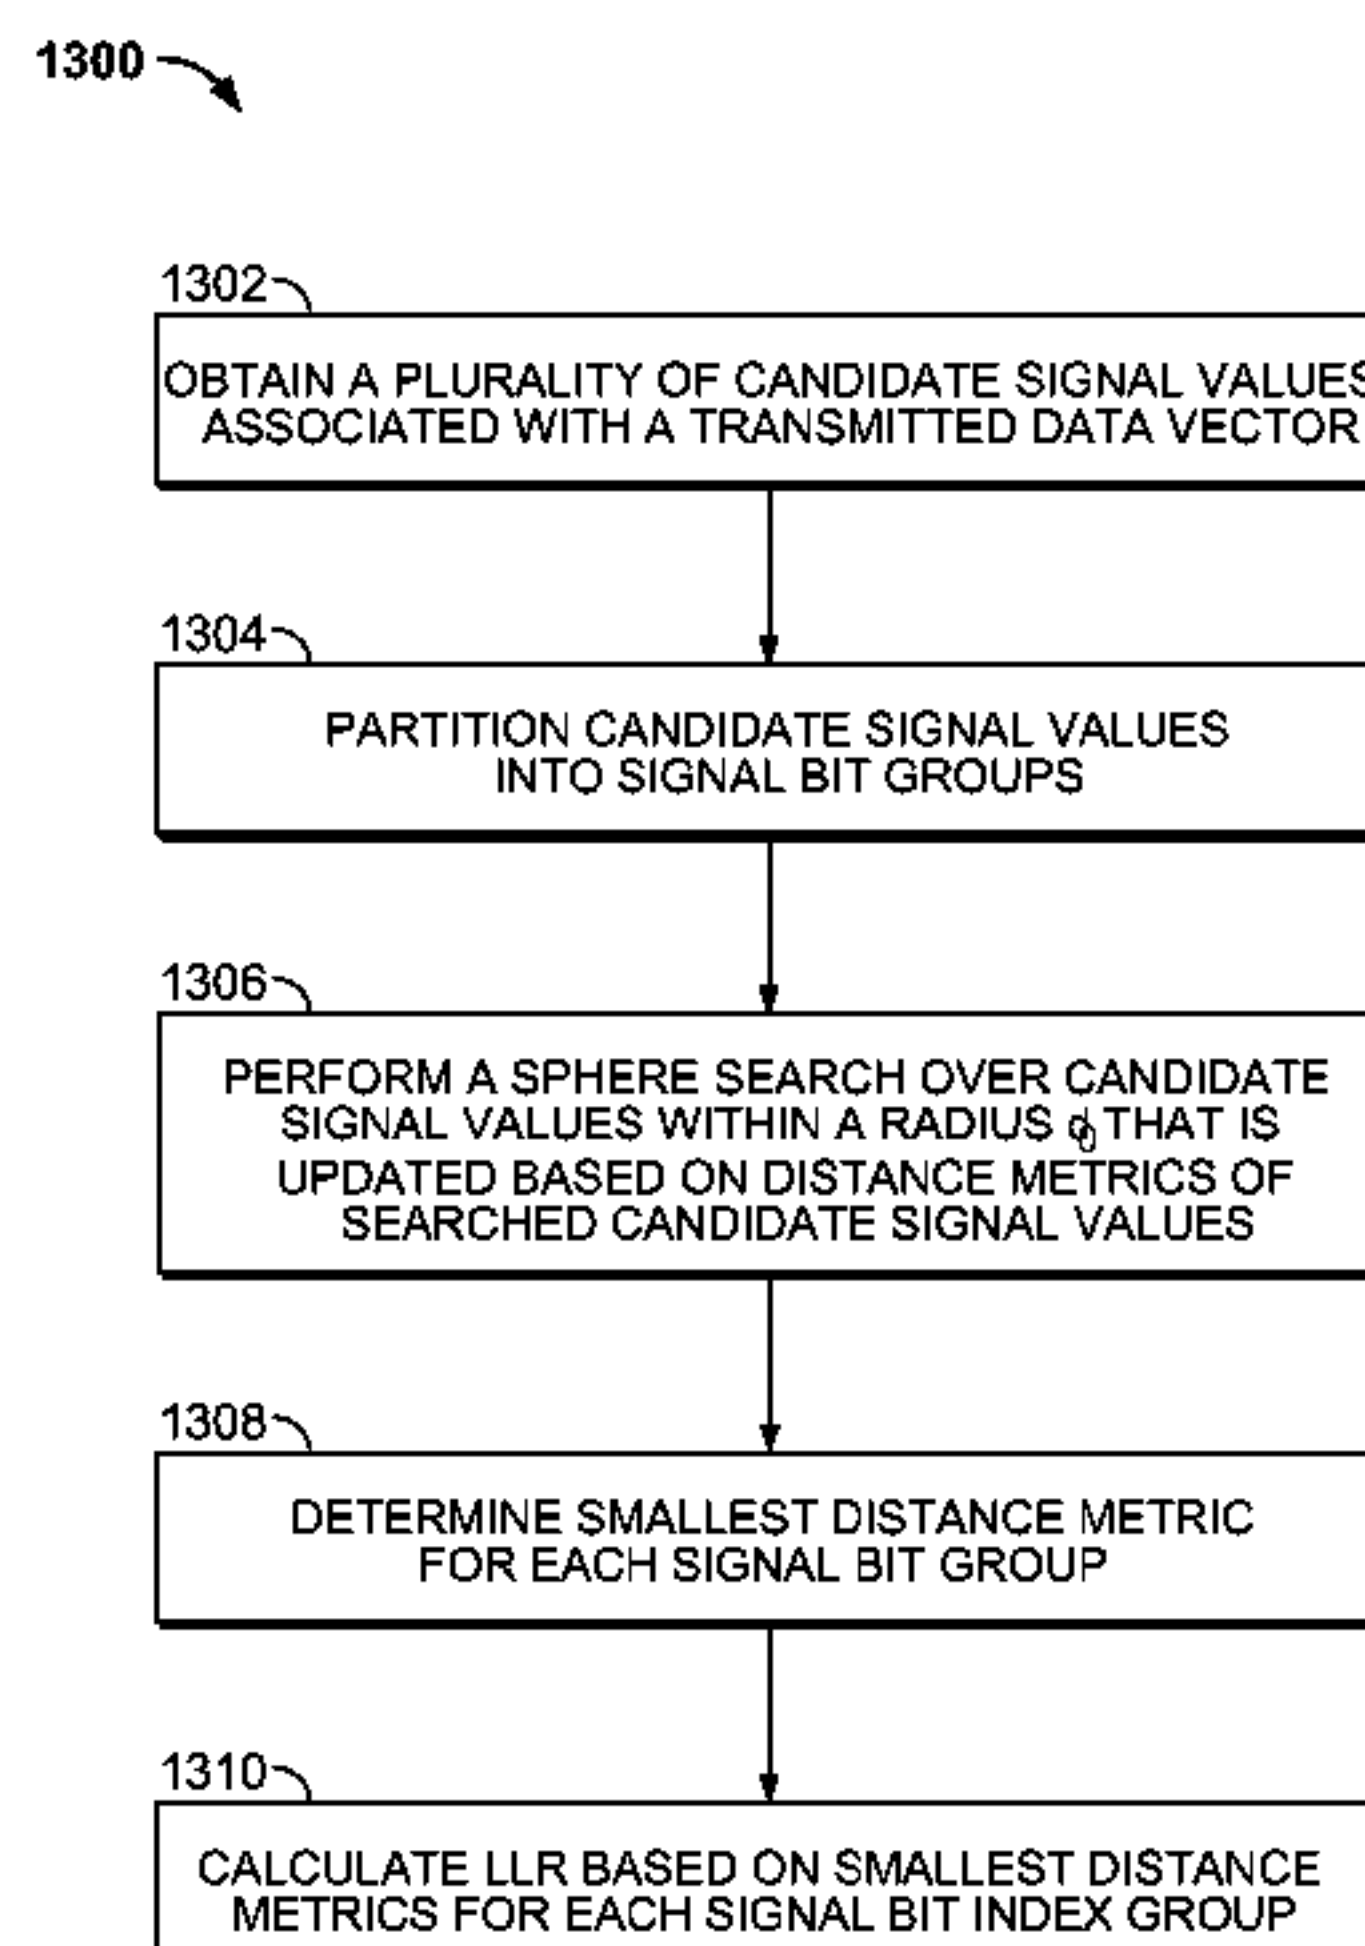 1300
1302
OBTAIN A PLURALITY OF CANDIDATE SIGNAL VALUES
ASSOCIATED WITH A TRANSMITTED DATA VECTOR
1304
PARTITION CANDIDATE SIGNAL VALUES
INTO SIGNAL BIT GROUPS
1306
PERFORM A SPHERE SEARCH OVER CANDIDATE
SIGNAL VALUES WITHIN A RADIUS d0 THAT IS
UPDATED BASED ON DISTANCE METRICS OF
SEARCHED CANDIDATE SIGNAL VALUES
1308
DETERMINE SMALLEST DISTANCE METRIC
FOR EACH SIGNAL BIT GROUP
1310
CALCULATE LLR BASED ON SMALLEST DISTANCE
METRICS FOR EACH SIGNAL BIT INDEX GROUP